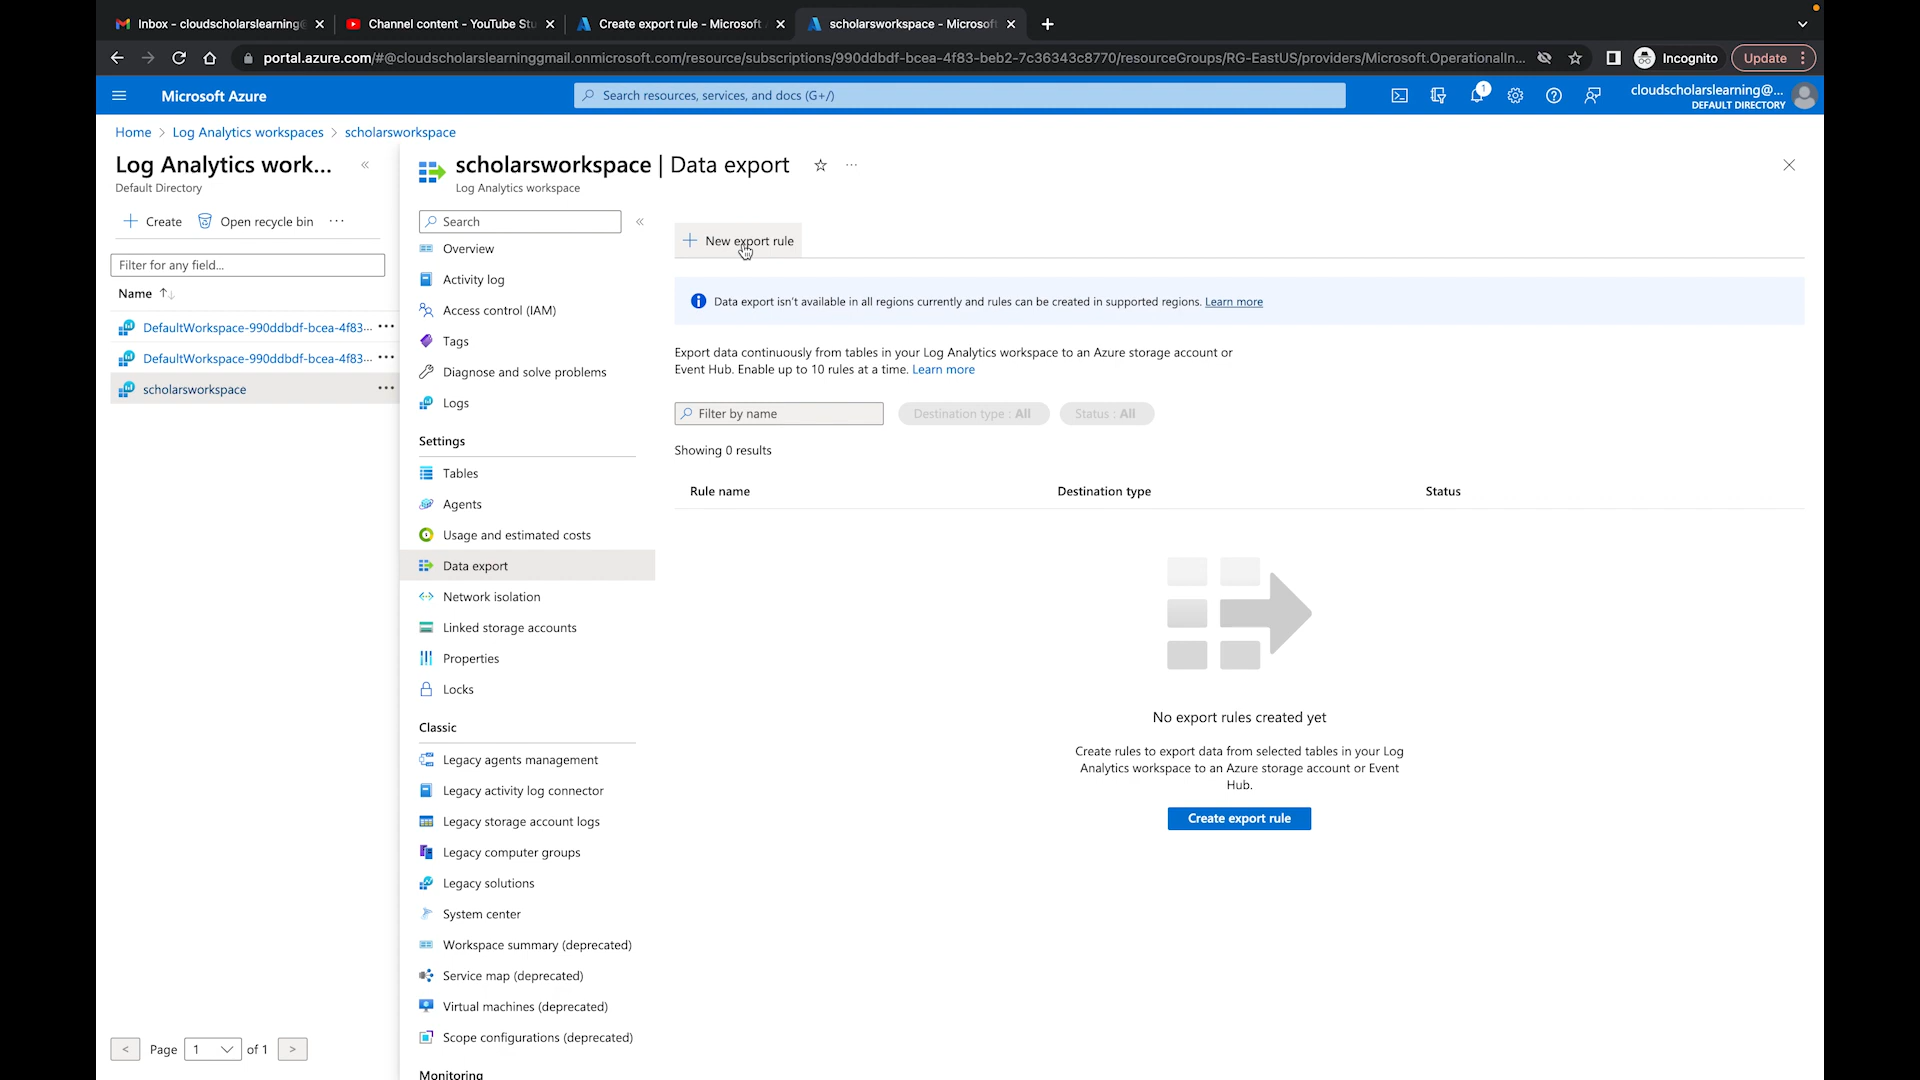 Inbox - cloudscholarslearning
Channel content - YouTube Stu
Create export rule - Microsoft
scholarsworkspace - Microsoft
portal.azure.com/#@cloudscholarslearninggmail.onmicrosoft.com/resource/subscriptions/990ddbdf-bcea-4f83-beb2-7c36343c8770/resourceGroups/RG-EastUS/providers/Microsoft.OperationalIn...
Incognito
Update
Microsoft Azure
Search resources, services, and docs (G+/)
1
cloudscholarslearning@...
DEFAULT DIRECTORY
Home > Log Analytics workspaces > scholarsworkspace
Log Analytics work...
Default Directory
Create
Open recycle bin
Filter for any field...
Name
DefaultWorkspace-990ddbdf-bcea-4f83-...
DefaultWorkspace-990ddbdf-bcea-4f83-...
scholarsworkspace
Page 1 of 1
scholarsworkspace | Data export
Log Analytics workspace
Search
Overview
Activity log
Access control (IAM)
Tags
Diagnose and solve problems
Logs
Settings
Tables
Agents
Usage and estimated costs
Data export
Network isolation
Linked storage accounts
Properties
Locks
Classic
Legacy agents management
Legacy activity log connector
Legacy storage account logs
Legacy computer groups
Legacy solutions
System center
Workspace summary (deprecated)
Service map (deprecated)
Virtual machines (deprecated)
Scope configurations (deprecated)
Monitoring
New export rule
Data export isn't available in all regions currently and rules can be created in supported regions. Learn more
Export data continuously from tables in your Log Analytics workspace to an Azure storage account or
Event Hub. Enable up to 10 rules at a time. Learn more
Filter by name
Destination type : All
Status : All
Showing 0 results
Rule name
Destination type
Status
No export rules created yet
Create rules to export data from selected tables in your Log
Analytics workspace to an Azure storage account or Event
Hub.
Create export rule